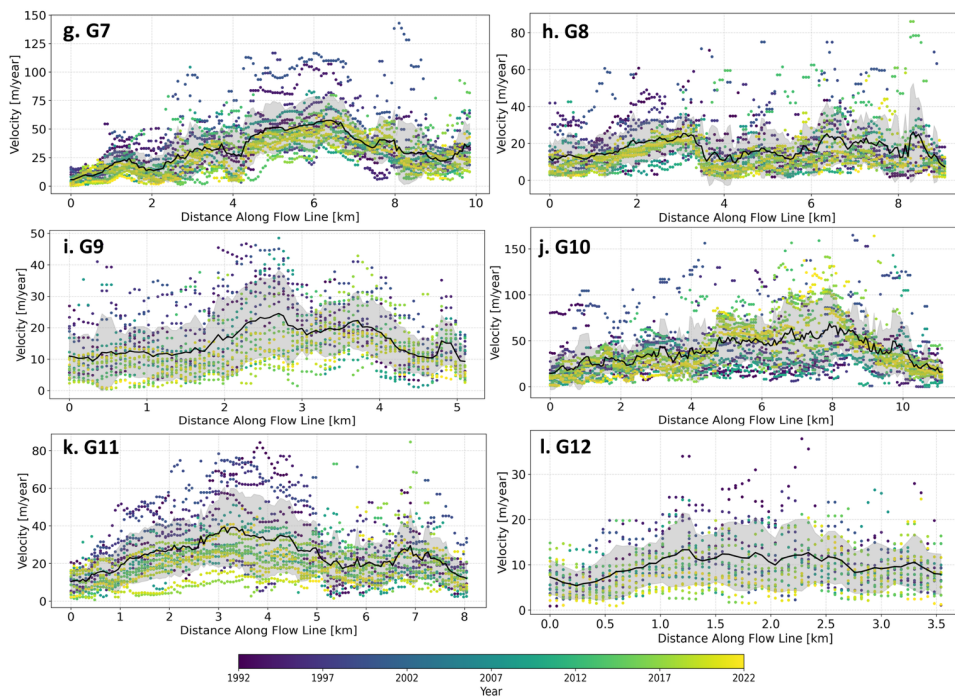 g. G7
Velocity [m/year]
150
125
100
75
50
25
0
0 2 4 6 8 10
Distance Along Flow Line [km]
h. G8
Velocity [m/year]
80
60
40
20
0
0 2 4 6 8
Distance Along Flow Line [km]
i. G9
Velocity [m/year]
50
40
30
20
10
0
0 1 2 3 4 5
Distance Along Flow Line [km]
j. G10
Velocity [m/year]
150
100
50
0
0 2 4 6 8 10
Distance Along Flow Line [km]
k. G11
Velocity [m/year]
80
60
40
20
0
0 1 2 3 4 5 6 7 8
Distance Along Flow Line [km]
l. G12
Velocity [m/year]
30
20
10
0
0.0 0.5 1.0 1.5 2.0 2.5 3.0 3.5
Distance Along Flow Line [km]
1992 1997 2002 2007 2012 2017 2022
Year